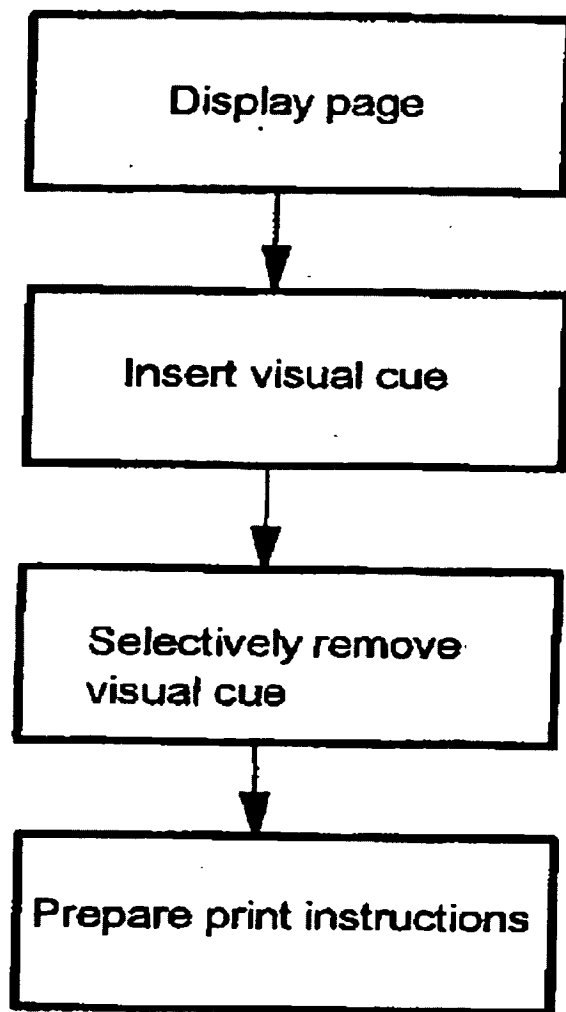 Display page
Insert visual cue
Selectively remove
visual cue
Prepare print instructions